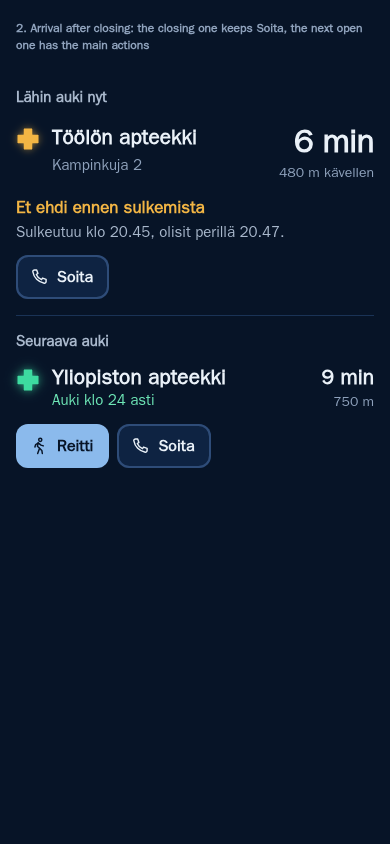 2. Arrival after closing: the closing one keeps Soita, the next open
one has the main actions
Lähin auki nyt
Töölön apteekki
6 min
Kampinkuja 2
480 m kävellen
Et ehdi ennen sulkemista
Sulkeutuu klo 20.45, olisit perillä 20.47.
Soita
Seuraava auki
Yliopiston apteekki
9 min
Auki klo 24 asti
750 m
Reitti
Soita